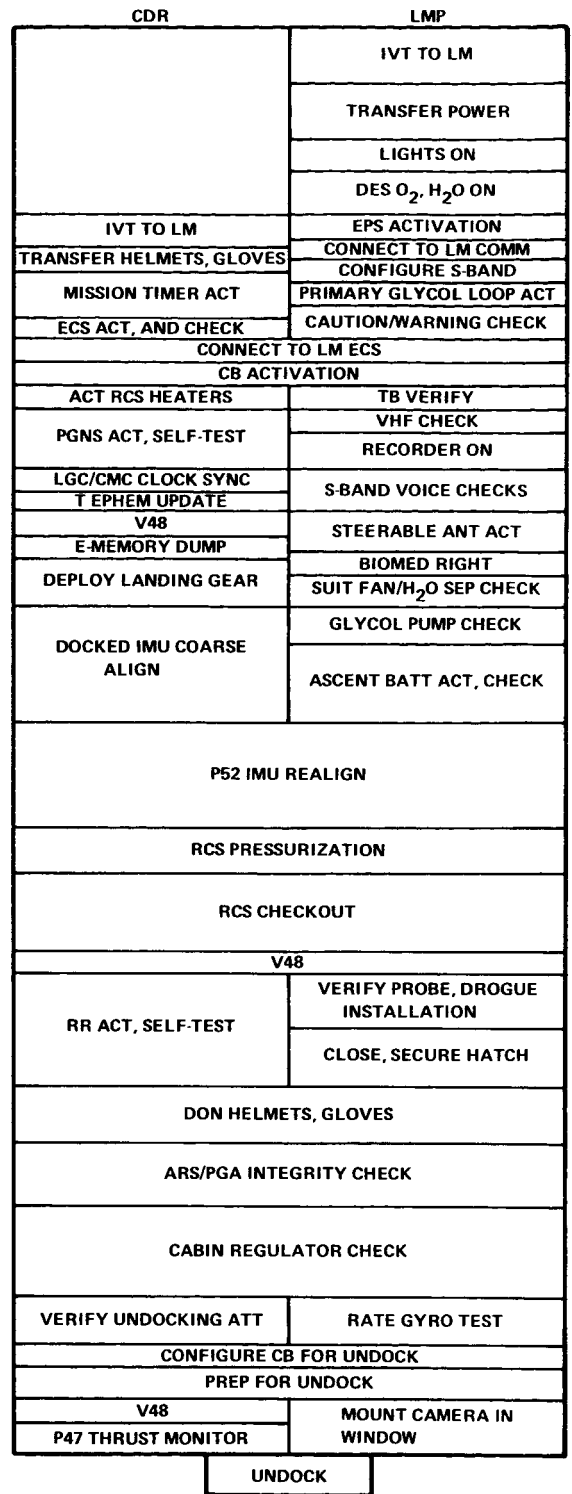 CDR LMP
IVT TO LM
TRANSFER POWER
LIGHTS ON
DES O2, H2O ON
IVT TO LM EPS ACTIVATION
TRANSFER HELMETS, GLOVES CONNECT TO LM COMM
CONFIGURE S-BAND
MISSION TIMER ACT PRIMARY GLYCOL LOOP ACT
ECS ACT, AND CHECK CAUTION/WARNING CHECK
CONNECT TO LM ECS
CB ACTIVATION
ACT RCS HEATERS TB VERIFY
VHF CHECK
PGNS ACT, SELF-TEST
RECORDER ON
LGC/CMC CLOCK SYNC
S-BAND VOICE CHECKS
T EPHEM UPDATE
V48
STEERABLE ANT ACT
E-MEMORY DUMP
BIOMED RIGHT
DEPLOY LANDING GEAR
SUIT FAN/H2O SEP CHECK
GLYCOL PUMP CHECK
DOCKED IMU COARSE
ALIGN
ASCENT BATT ACT, CHECK
P52 IMU REALIGN
RCS PRESSURIZATION
RCS CHECKOUT
V48
VERIFY PROBE, DROGUE
INSTALLATION
RR ACT, SELF-TEST
CLOSE, SECURE HATCH
DON HELMETS, GLOVES
ARS/PGA INTEGRITY CHECK
CABIN REGULATOR CHECK
VERIFY UNDOCKING ATT RATE GYRO TEST
CONFIGURE CB FOR UNDOCK
PREP FOR UNDOCK
V48
MOUNT CAMERA IN
WINDOW
P47 THRUST MONITOR
UNDOCK